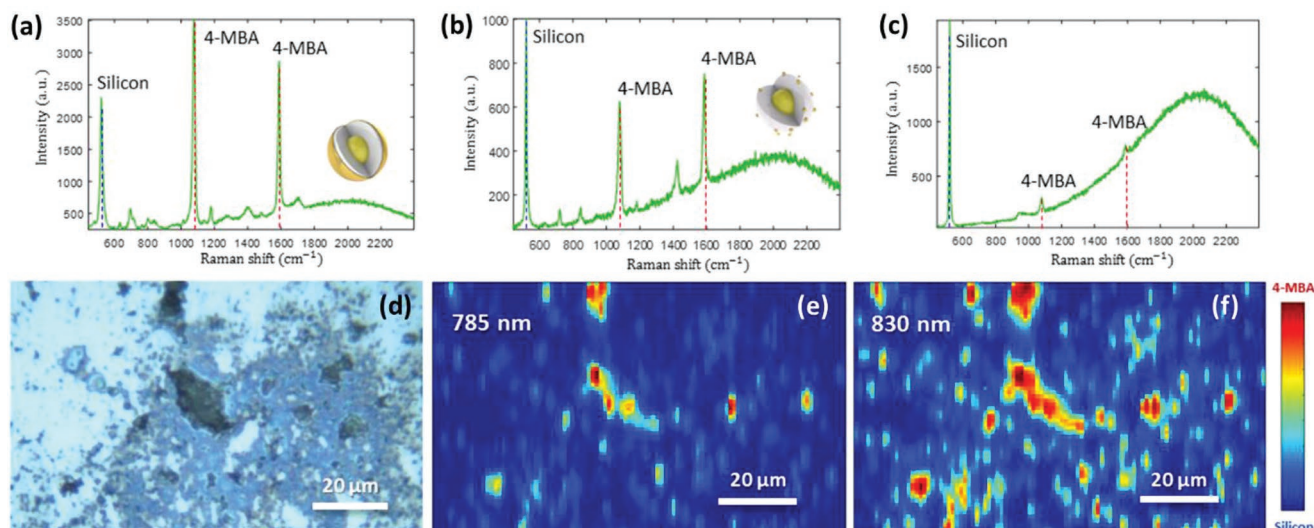 (a)
3500
3000
2500
2000
1500
1000
500
Intensity (a.u.)
Silicon
4-MBA
4-MBA
600 800 1000 1200 1400 1600 1800 2000 2200
Raman shift (cm⁻¹)
(b)
1000
800
600
400
200
Intensity (a.u.)
Silicon
4-MBA
4-MBA
600 800 1000 1200 1400 1600 1800 2000 2200
Raman shift (cm⁻¹)
(c)
1500
1000
500
Intensity (a.u.)
Silicon
4-MBA
4-MBA
600 800 1000 1200 1400 1600 1800 2000 2200
Raman shift (cm⁻¹)
(d)
20 µm
785 nm
(e)
20 µm
830 nm
(f)
20 µm
4-MBA
Silicon